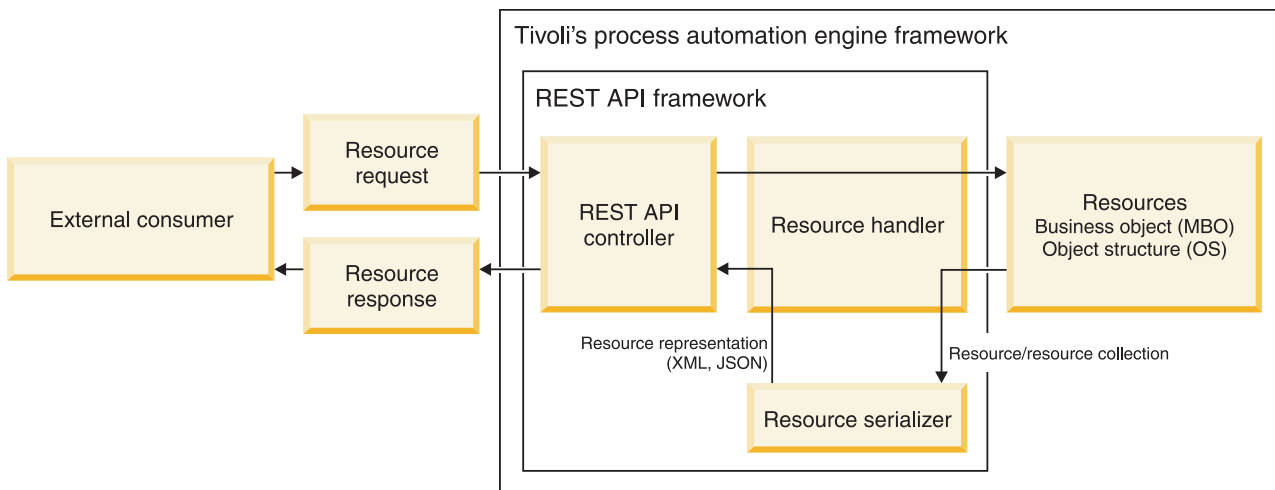 Tivoli's process automation engine framework
REST API framework
External consumer
Resource
request
Resource
response
REST API
controller
Resource handler
Resources
Business object (MBO)
Object structure (OS)
Resource representation
(XML, JSON)
Resource/resource collection
Resource serializer